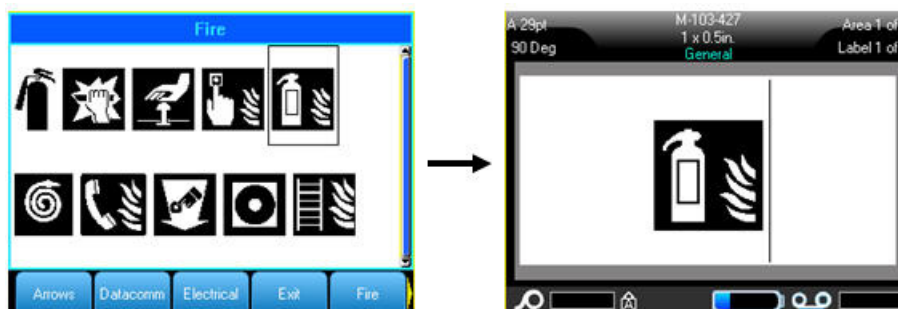 Fire
Arrows
Datacomm
Electrical
Exit
Fire
A 29pt
M-103-427
Area 1 of
90 Deg
1 x 0.5in.
General
Label 1 of